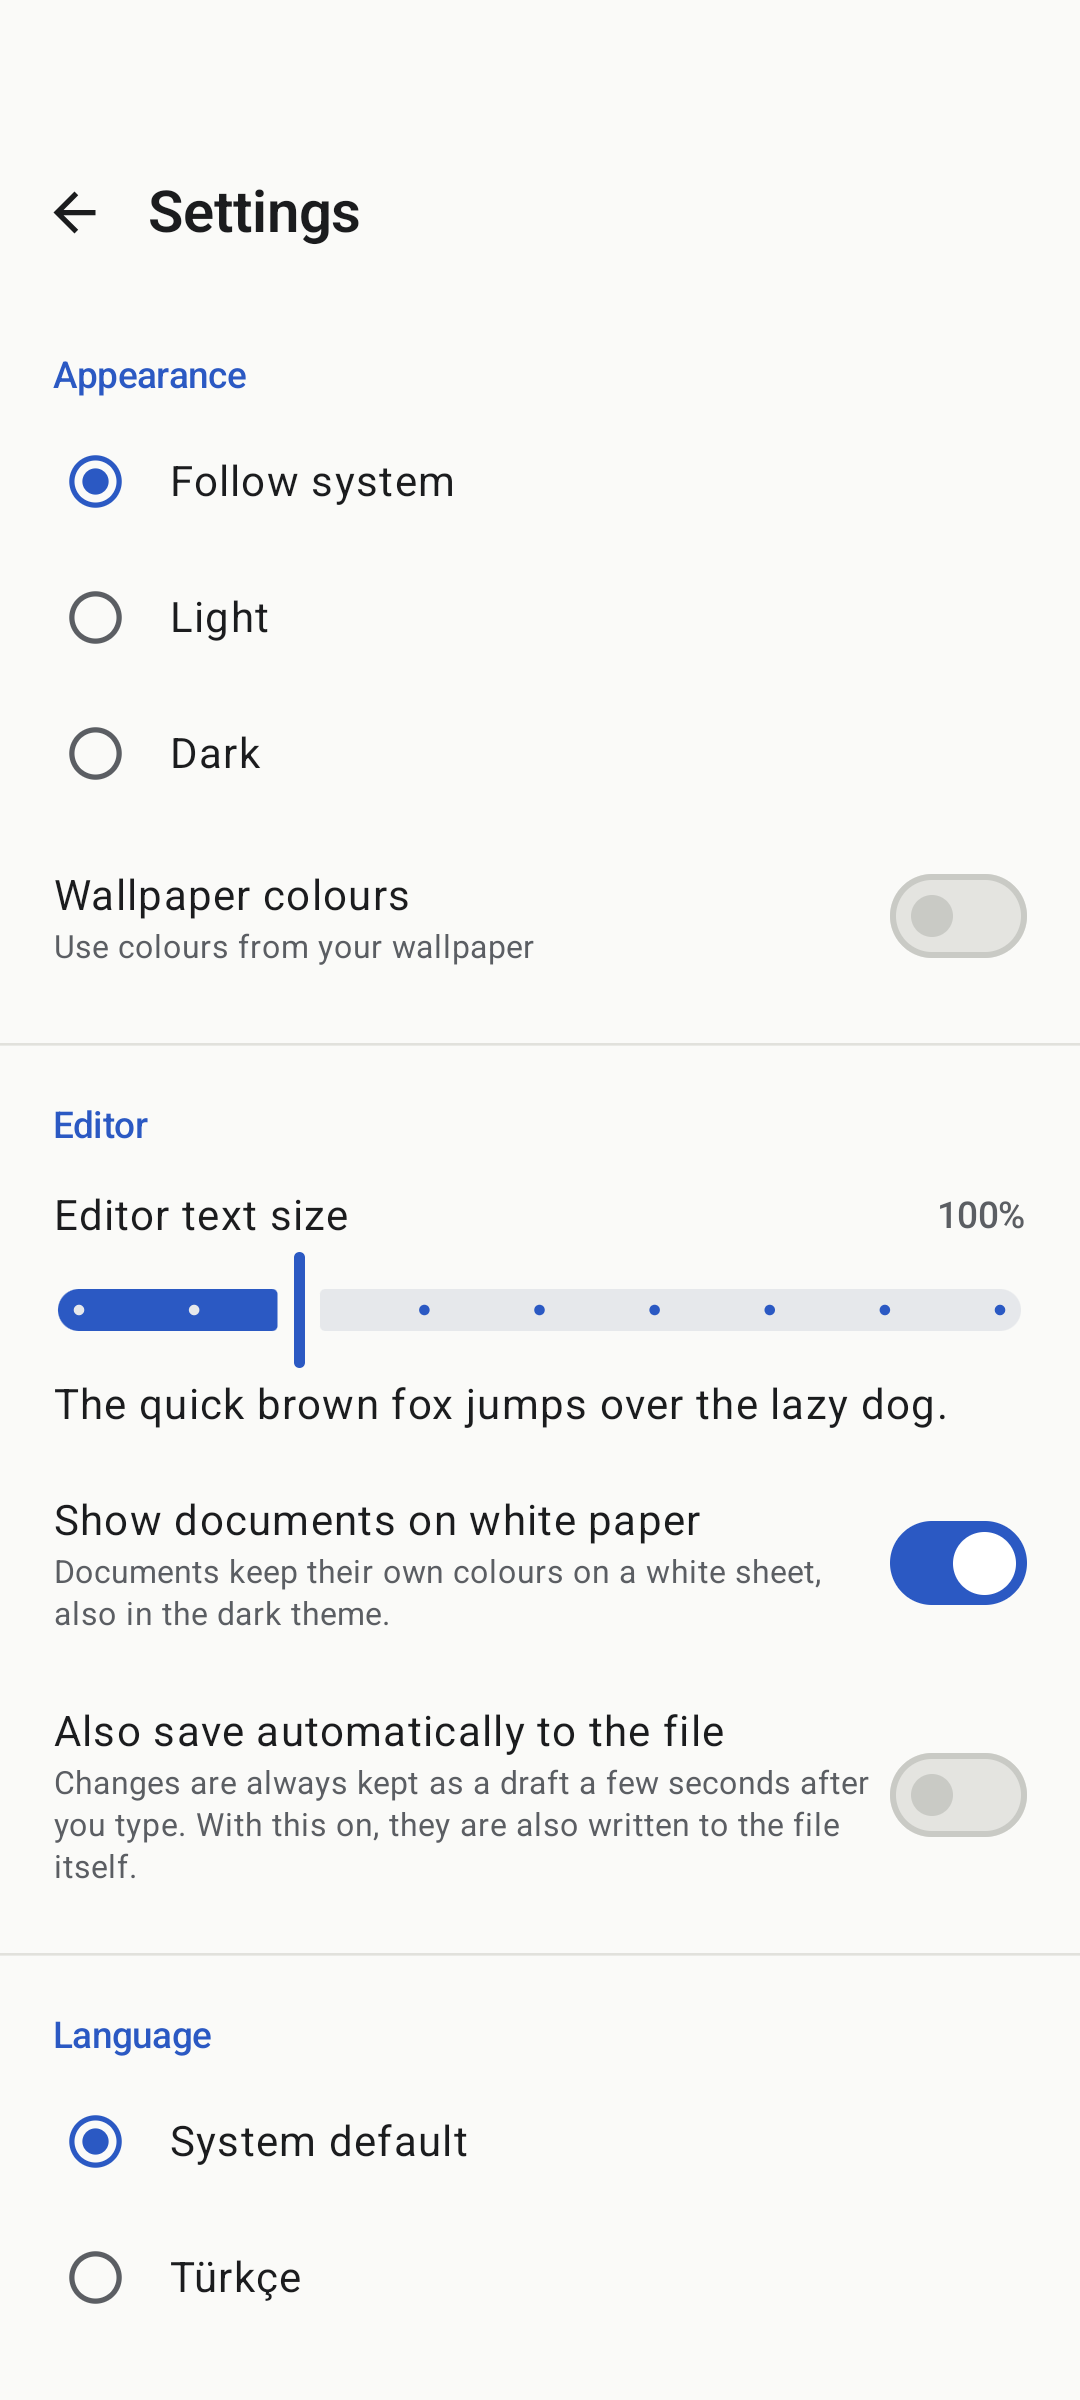 Settings
Appearance
Follow system
Light
Dark
Wallpaper colours
Use colours from your wallpaper
Editor
Editor text size
100%
The quick brown fox jumps over the lazy dog.
Show documents on white paper
Documents keep their own colours on a white sheet,
also in the dark theme.
Also save automatically to the file
Changes are always kept as a draft a few seconds after
you type. With this on, they are also written to the file
itself.
Language
System default
Türkçe